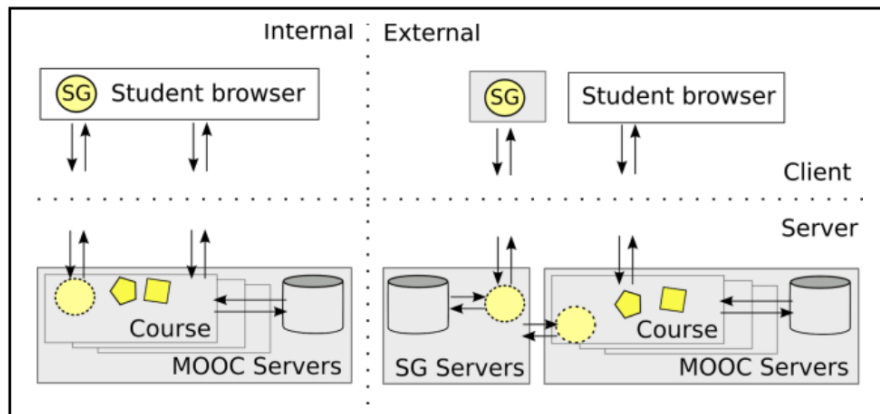 Internal
External
SG
Student browser
SG
Student browser
Client
Server
Course
MOOC Servers
SG Servers
Course
MOOC Servers